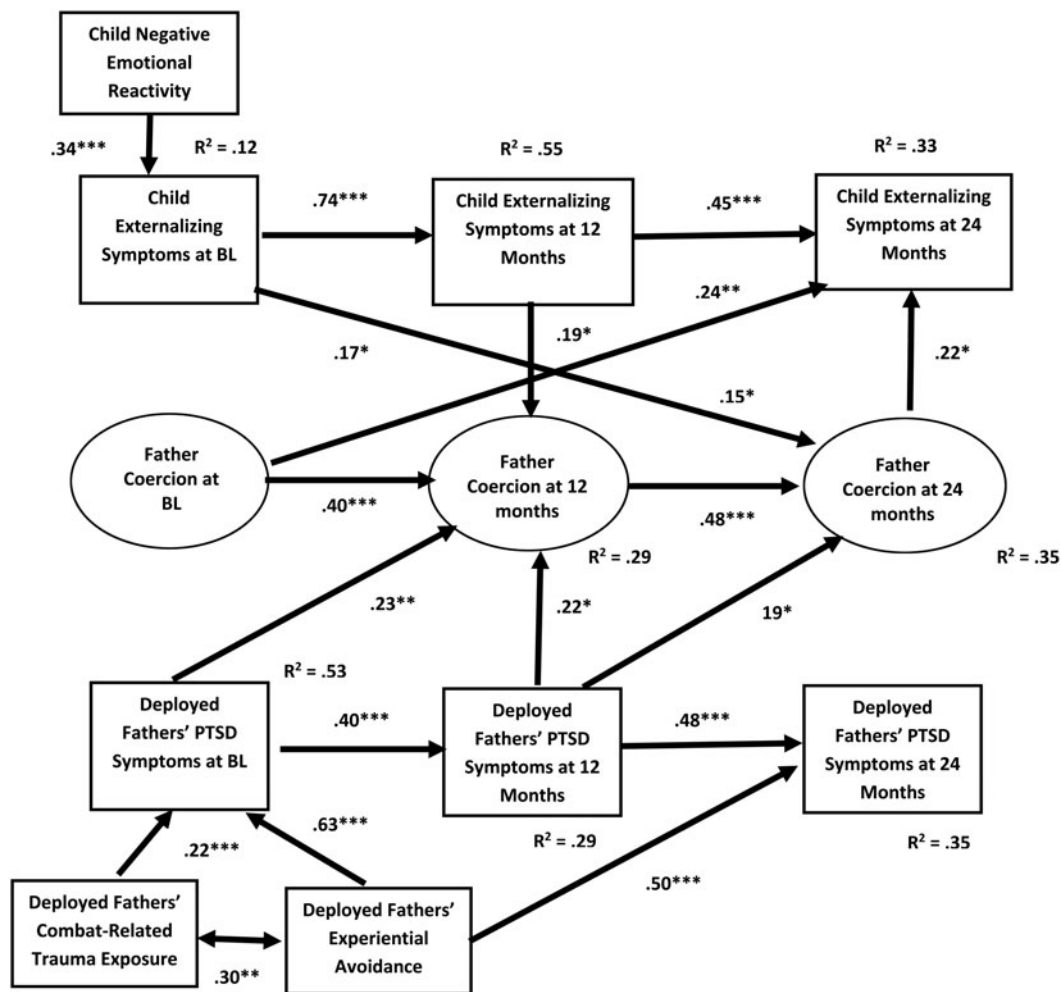 Child Negative
Emotional
Reactivity
.34***
R² = .12
R² = .55
R² = .33
Child
Externalizing
Symptoms at BL
.74***
Child Externalizing
Symptoms at 12
Months
.45***
Child Externalizing
Symptoms at 24
Months
.17*
.19*
.24**
.15*
.22*
Father
Coercion at
BL
.40***
Father
Coercion at 12
months
.48***
Father
Coercion at 24
months
R² = .29
R² = .35
.23**
.22*
19*
R² = .53
Deployed
Fathers’ PTSD
Symptoms at BL
.40***
Deployed
Fathers’ PTSD
Symptoms at 12
Months
.48***
Deployed
Fathers’ PTSD
Symptoms at 24
Months
.22***
.63***
R² = .29
R² = .35
.50***
Deployed Fathers’
Combat-Related
Trauma Exposure
.30**
Deployed Fathers’
Experiential
Avoidance